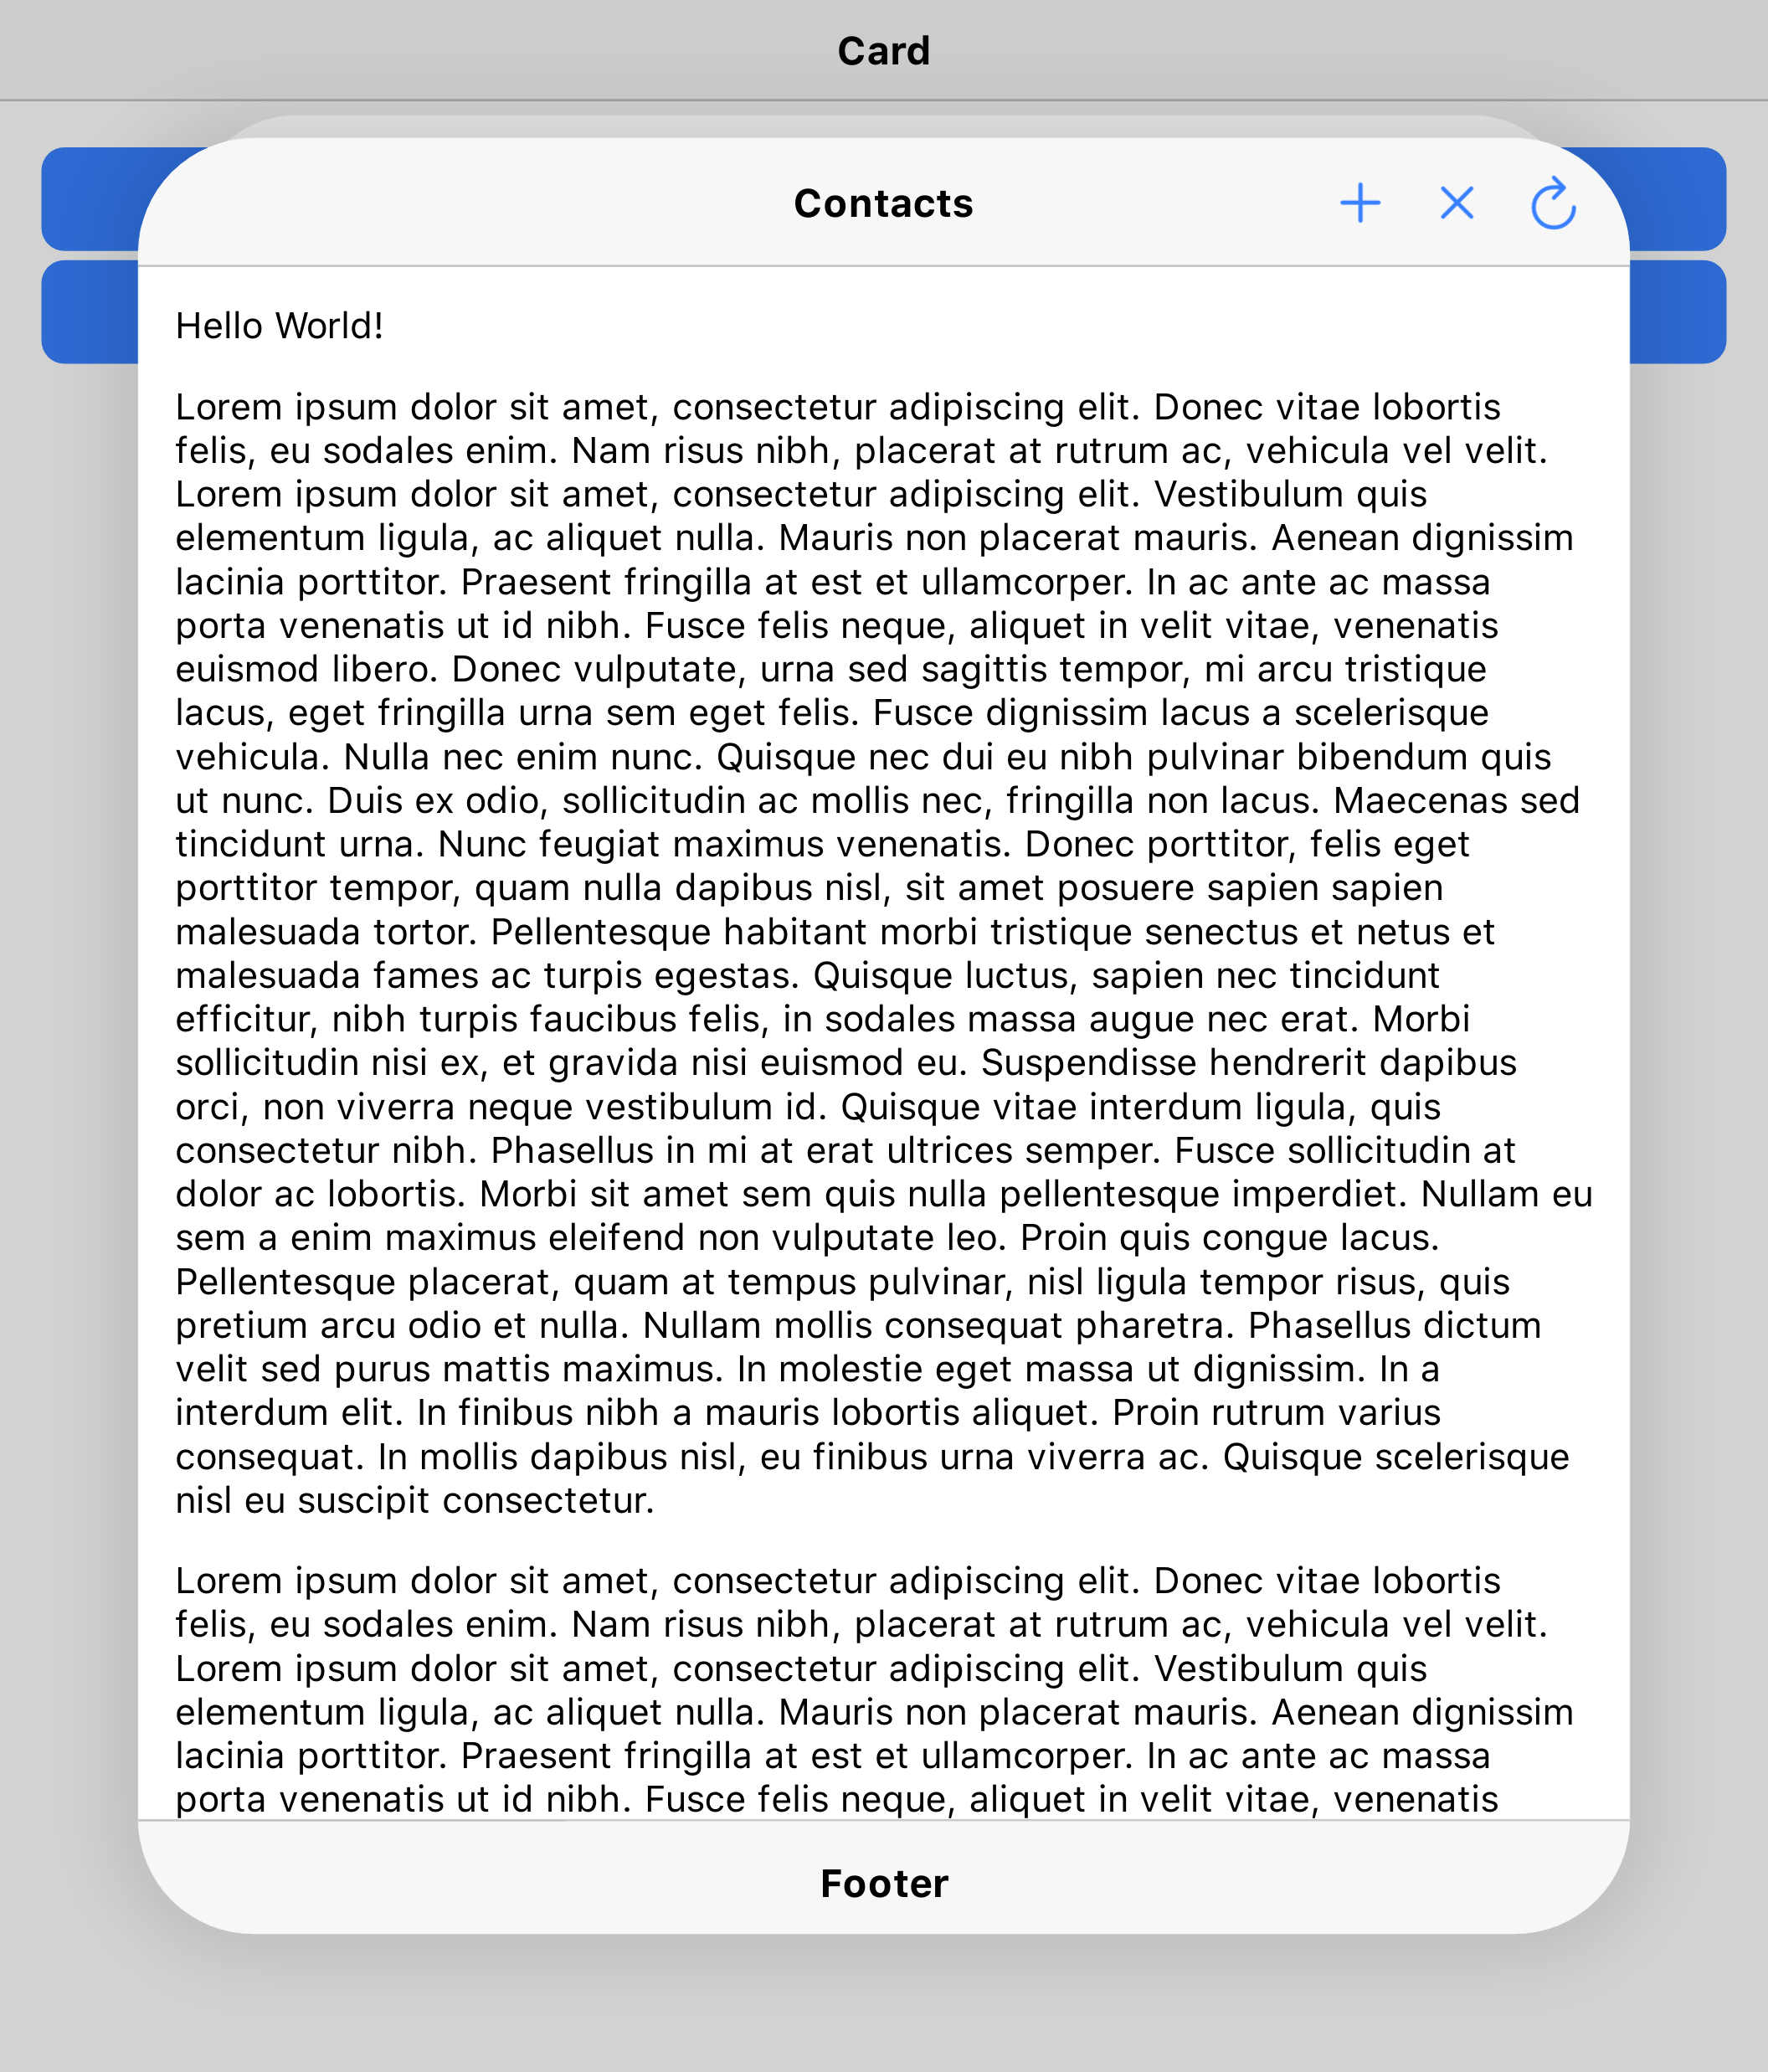 Card
Contacts
Hello World!
Lorem ipsum dolor sit amet, consectetur adipiscing elit. Donec vitae lobortis
felis, eu sodales enim. Nam risus nibh, placerat at rutrum ac, vehicula vel velit.
Lorem ipsum dolor sit amet, consectetur adipiscing elit. Vestibulum quis
elementum ligula, ac aliquet nulla. Mauris non placerat mauris. Aenean dignissim
lacinia porttitor. Praesent fringilla at est et ullamcorper. In ac ante ac massa
porta venenatis ut id nibh. Fusce felis neque, aliquet in velit vitae, venenatis
euismod libero. Donec vulputate, urna sed sagittis tempor, mi arcu tristique
lacus, eget fringilla urna sem eget felis. Fusce dignissim lacus a scelerisque
vehicula. Nulla nec enim nunc. Quisque nec dui eu nibh pulvinar bibendum quis
ut nunc. Duis ex odio, sollicitudin ac mollis nec, fringilla non lacus. Maecenas sed
tincidunt urna. Nunc feugiat maximus venenatis. Donec porttitor, felis eget
porttitor tempor, quam nulla dapibus nisl, sit amet posuere sapien sapien
malesuada tortor. Pellentesque habitant morbi tristique senectus et netus et
malesuada fames ac turpis egestas. Quisque luctus, sapien nec tincidunt
efficitur, nibh turpis faucibus felis, in sodales massa augue nec erat. Morbi
sollicitudin nisi ex, et gravida nisi euismod eu. Suspendisse hendrerit dapibus
orci, non viverra neque vestibulum id. Quisque vitae interdum ligula, quis
consectetur nibh. Phasellus in mi at erat ultrices semper. Fusce sollicitudin at
dolor ac lobortis. Morbi sit amet sem quis nulla pellentesque imperdiet. Nullam eu
sem a enim maximus eleifend non vulputate leo. Proin quis congue lacus.
Pellentesque placerat, quam at tempus pulvinar, nisl ligula tempor risus, quis
pretium arcu odio et nulla. Nullam mollis consequat pharetra. Phasellus dictum
velit sed purus mattis maximus. In molestie eget massa ut dignissim. In a
interdum elit. In finibus nibh a mauris lobortis aliquet. Proin rutrum varius
consequat. In mollis dapibus nisl, eu finibus urna viverra ac. Quisque scelerisque
nisl eu suscipit consectetur.
Lorem ipsum dolor sit amet, consectetur adipiscing elit. Donec vitae lobortis
felis, eu sodales enim. Nam risus nibh, placerat at rutrum ac, vehicula vel velit.
Lorem ipsum dolor sit amet, consectetur adipiscing elit. Vestibulum quis
elementum ligula, ac aliquet nulla. Mauris non placerat mauris. Aenean dignissim
lacinia porttitor. Praesent fringilla at est et ullamcorper. In ac ante ac massa
porta venenatis ut id nibh. Fusce felis neque, aliquet in velit vitae, venenatis
Footer